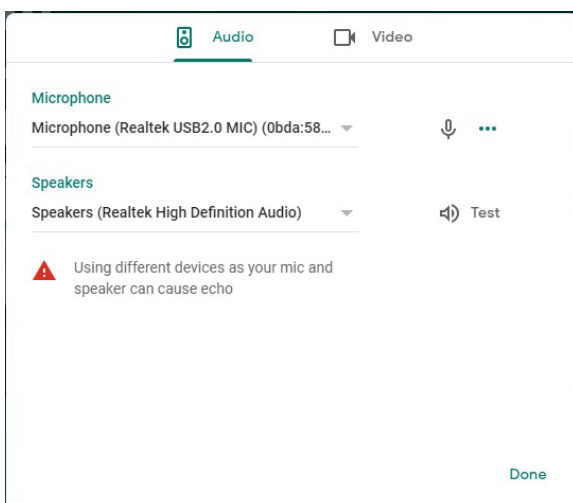 Audio
Video
Microphone
Microphone (Realtek USB2.0 MIC) (0bda:58...
Speakers
Speakers (Realtek High Definition Audio)
Test
Using different devices as your mic and
speaker can cause echo
Done